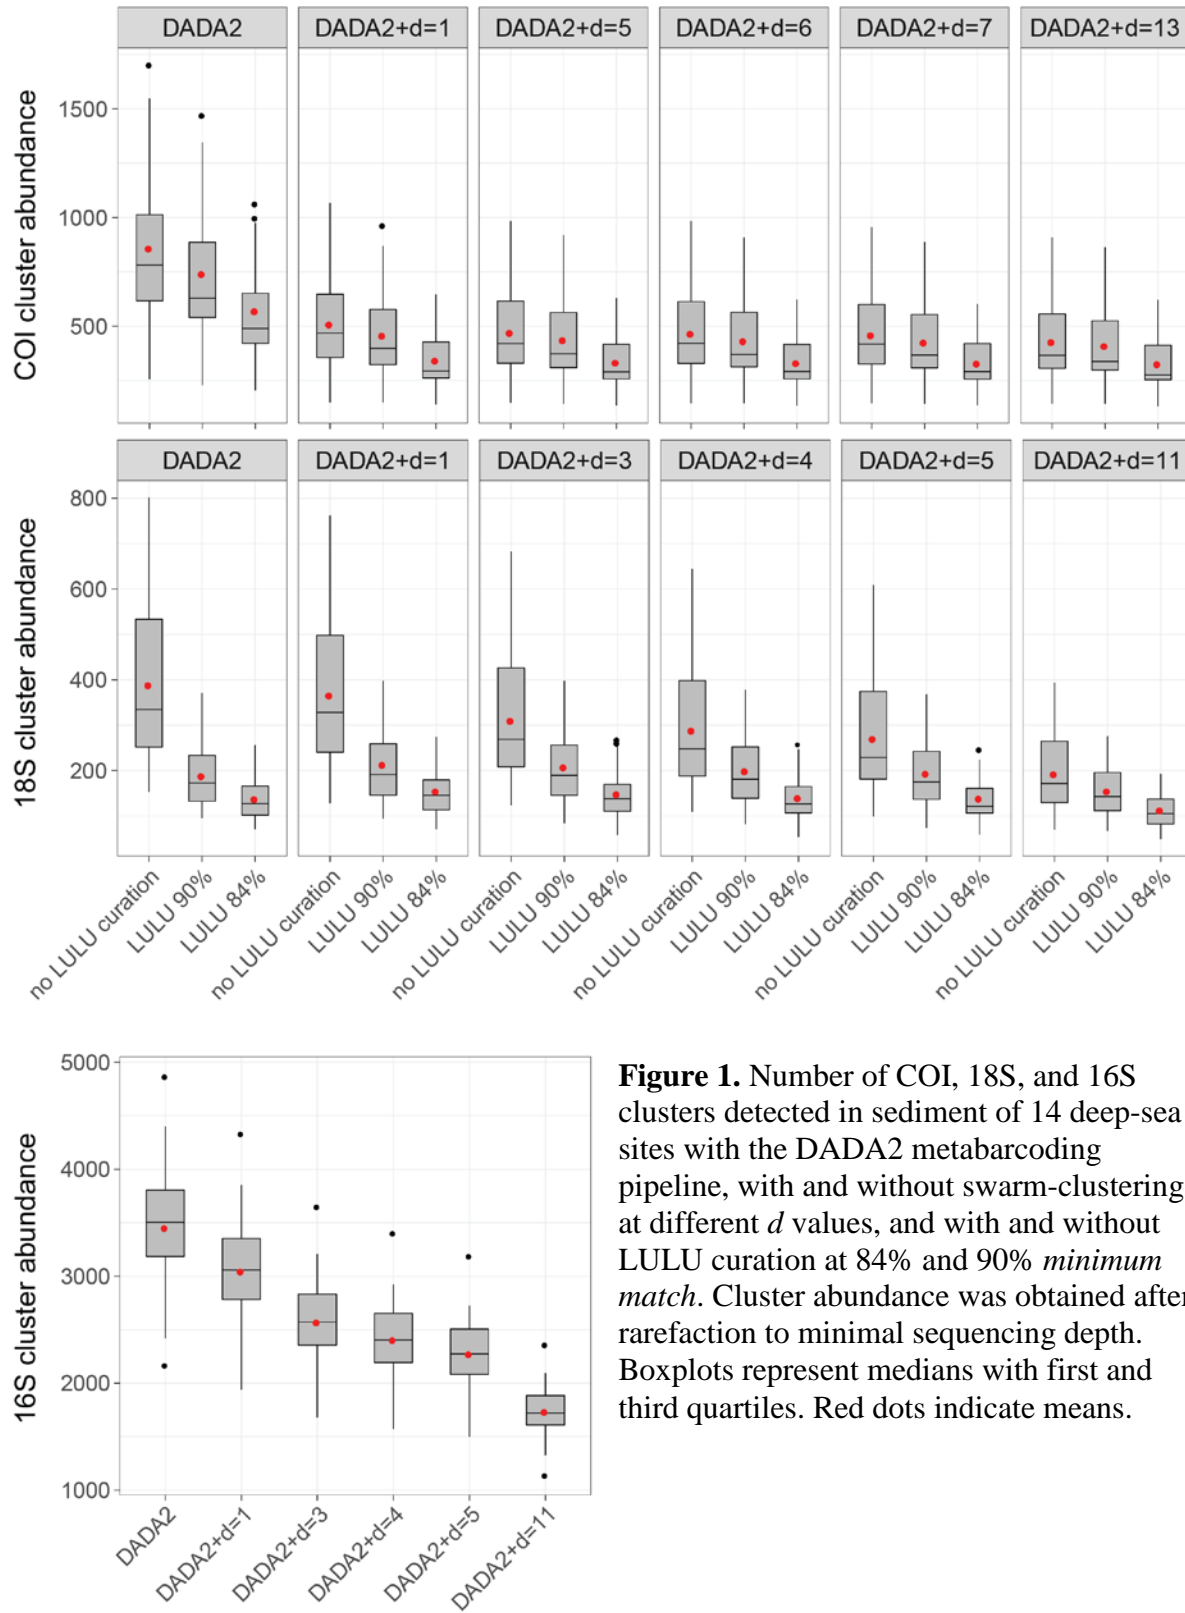 DADA2 DADA2+d=1 DADA2+d=5 DADA2+d=6 DADA2+d=7 DADA2+d=13
COI cluster abundance
1500
1000
500
DADA2 DADA2+d=1 DADA2+d=3 DADA2+d=4 DADA2+d=5 DADA2+d=11
18S cluster abundance
800
600
400
200
no LULU curation LULU 90% LULU 84% no LULU curation LULU 90% LULU 84% no LULU curation LULU 90% LULU 84% no LULU curation LULU 90% LULU 84% no LULU curation LULU 90% LULU 84% no LULU curation LULU 90% LULU 84%
16S cluster abundance
5000
4000
3000
2000
1000
DADA2 DADA2+d=1 DADA2+d=3 DADA2+d=4 DADA2+d=5 DADA2+d=11
Figure 1. Number of COI, 18S, and 16S
clusters detected in sediment of 14 deep-sea
sites with the DADA2 metabarcoding
pipeline, with and without swarm-clustering
at different d values, and with and without
LULU curation at 84% and 90% minimum
match. Cluster abundance was obtained after
rarefaction to minimal sequencing depth.
Boxplots represent medians with first and
third quartiles. Red dots indicate means.